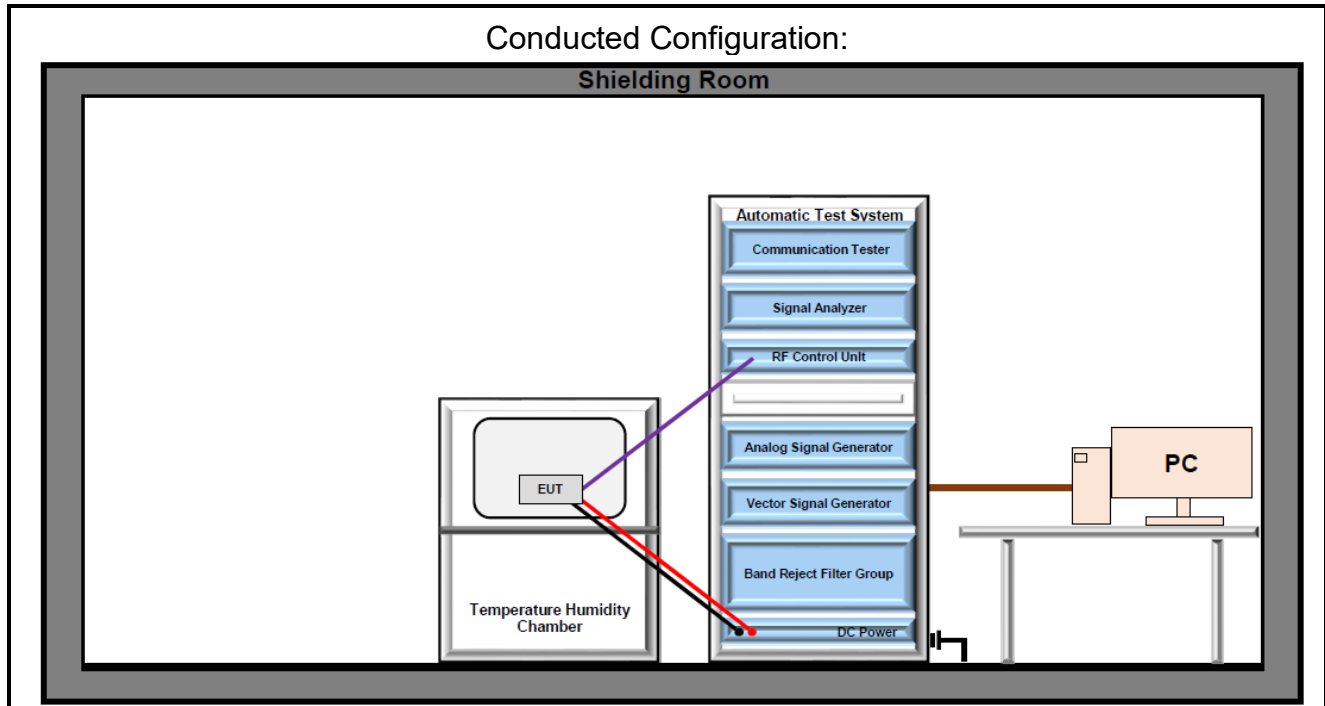 Conducted Configuration:
Shielding Room
Automatic Test System
Communication Tester
Signal Analyzer
RF Control UnIt
Analog Signal Generator
Vector Signal Generator
Band Reject Filter Group
DC Power
EUT
Temperature Humidity
Chamber
PC